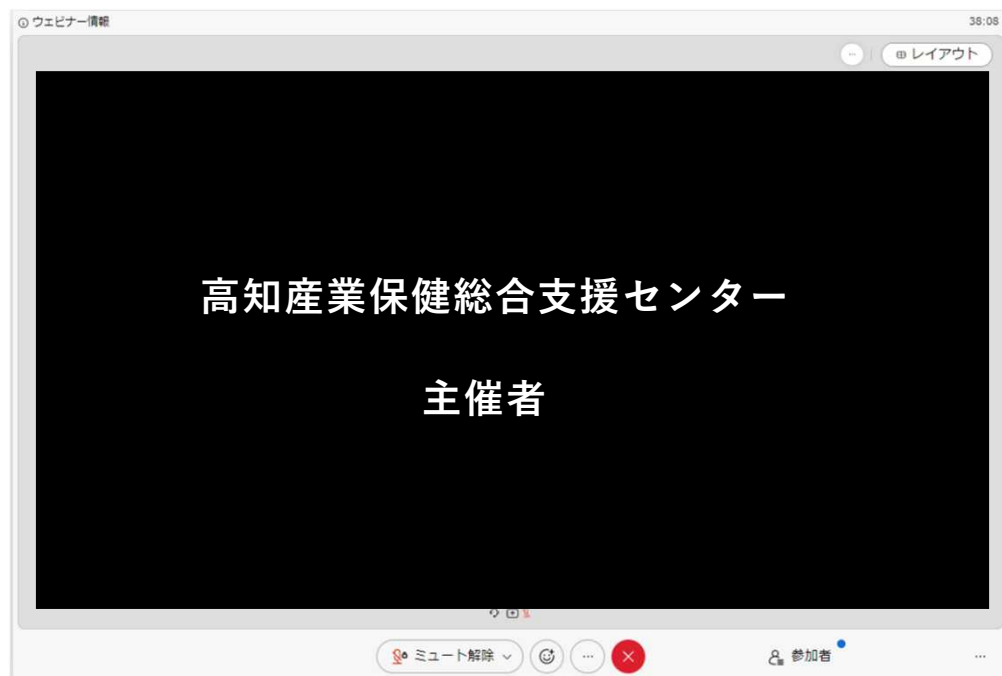 ウェビナー情報
38:08
レイアウト
高知産業保健総合支援センター
主催者
ミュート解除
参加者